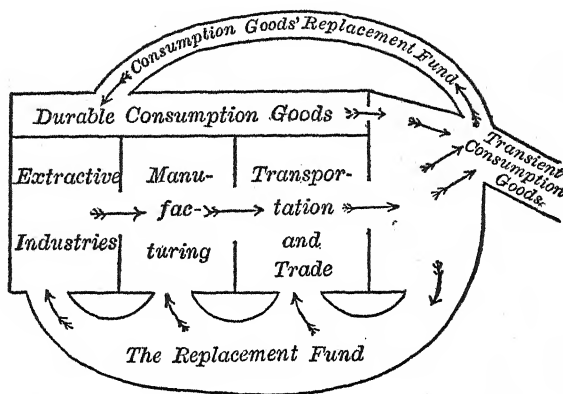 Consumption Goods' Replacement Fund
Durable Consumption Goods
Transient
Consumption
Goods.
Extractive
Industries
Manu-
fac-
turing
Transpor-
tation
and
Trade
The Replacement Fund